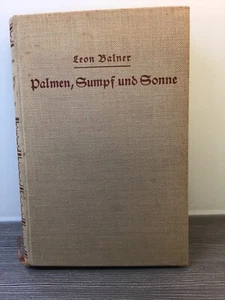 Leon Balner
Palmen, Sumpf und Sonne